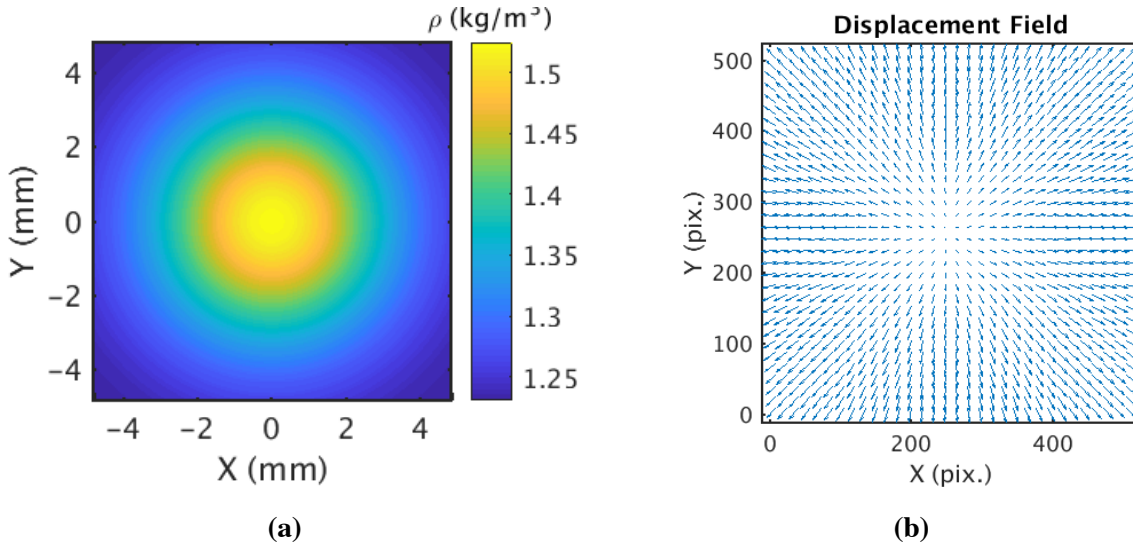 ρ (kg/m³)
4
2
0
−2
−4
Y (mm)
−4 −2 0 2 4
X (mm)
1.5
1.45
1.4
1.35
1.3
1.25
(a)
Displacement Field
500
400
300
200
100
0
Y (pix.)
0 200 400
X (pix.)
(b)